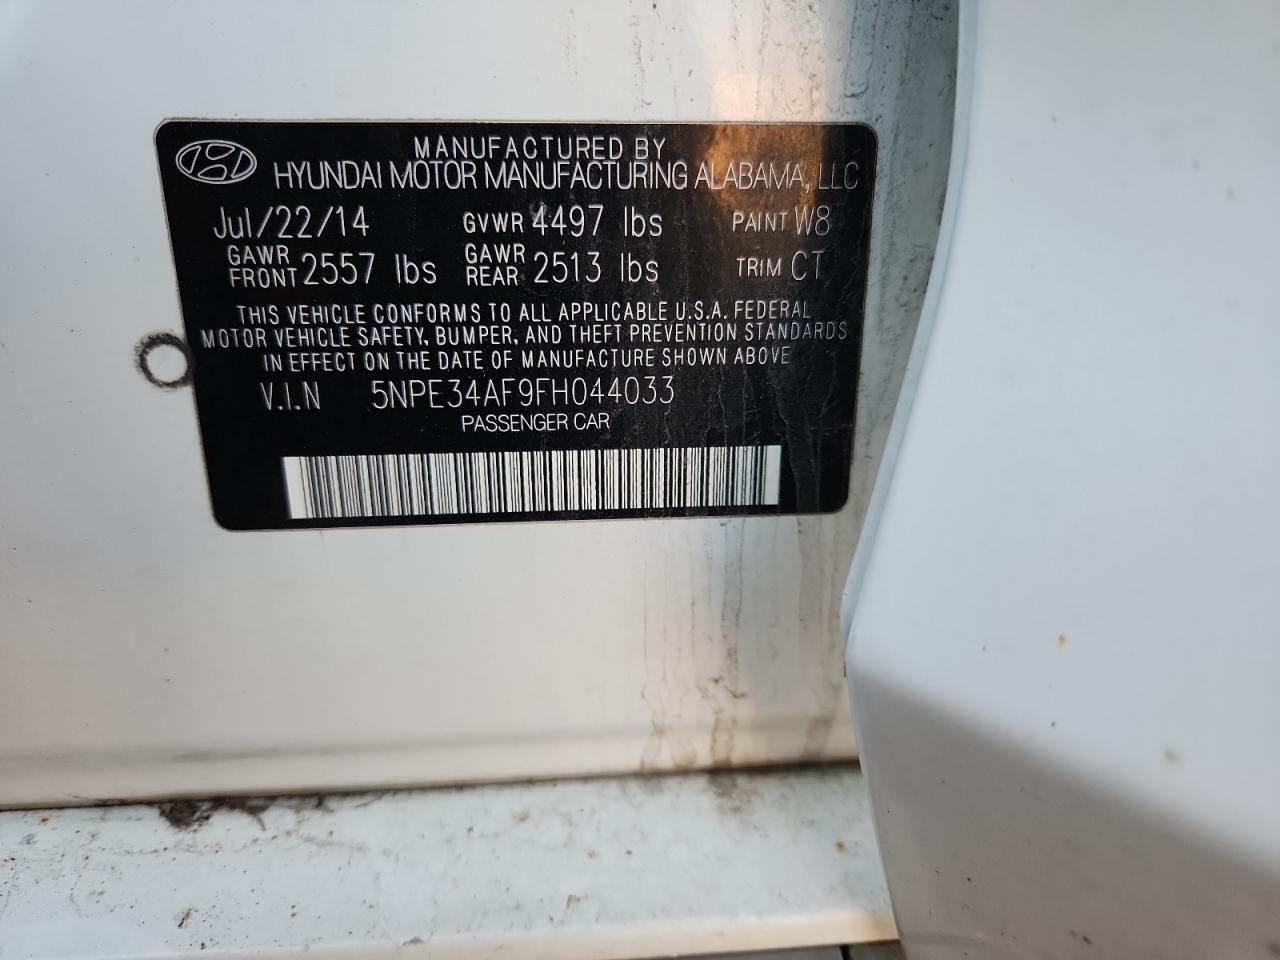 MANUFACTURED BY
HYUNDAI MOTOR MANUFACTURING ALABAMA, LLC
Jul/22/14 GVWR 4497 lbs PAINT W8
GAWR FRONT 2557 lbs GAWR REAR 2513 lbs TRIM CT
THIS VEHICLE CONFORMS TO ALL APPLICABLE U.S.A. FEDERAL
MOTOR VEHICLE SAFETY, BUMPER, AND THEFT PREVENTION STANDARDS
IN EFFECT ON THE DATE OF MANUFACTURE SHOWN ABOVE
V.I.N 5NPE34AF9FH044033
PASSENGER CAR